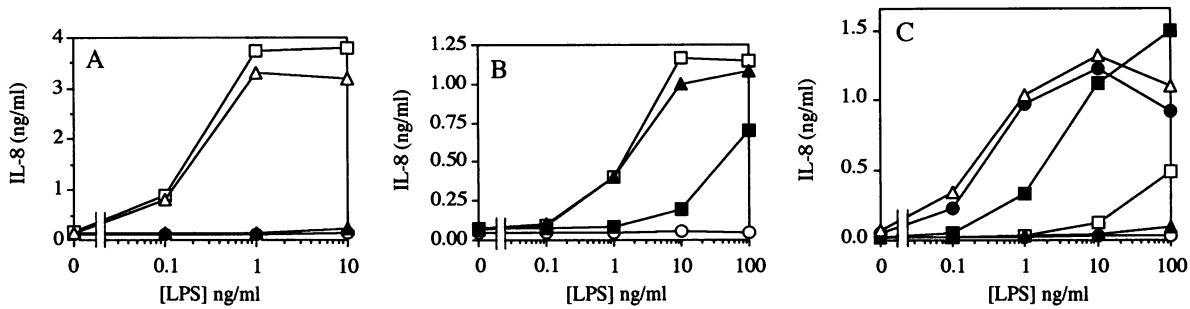 A
IL-8 (ng/ml)
4
3
2
1
0
0 0.1 1 10
[LPS] ng/ml
B
IL-8 (ng/ml)
1.25
1.00
0.75
0.50
0.25
0.00
0 0.1 1 10 100
[LPS] ng/ml
C
IL-8 (ng/ml)
1.5
1.0
0.5
0.0
0 0.1 1 10 100
[LPS] ng/ml